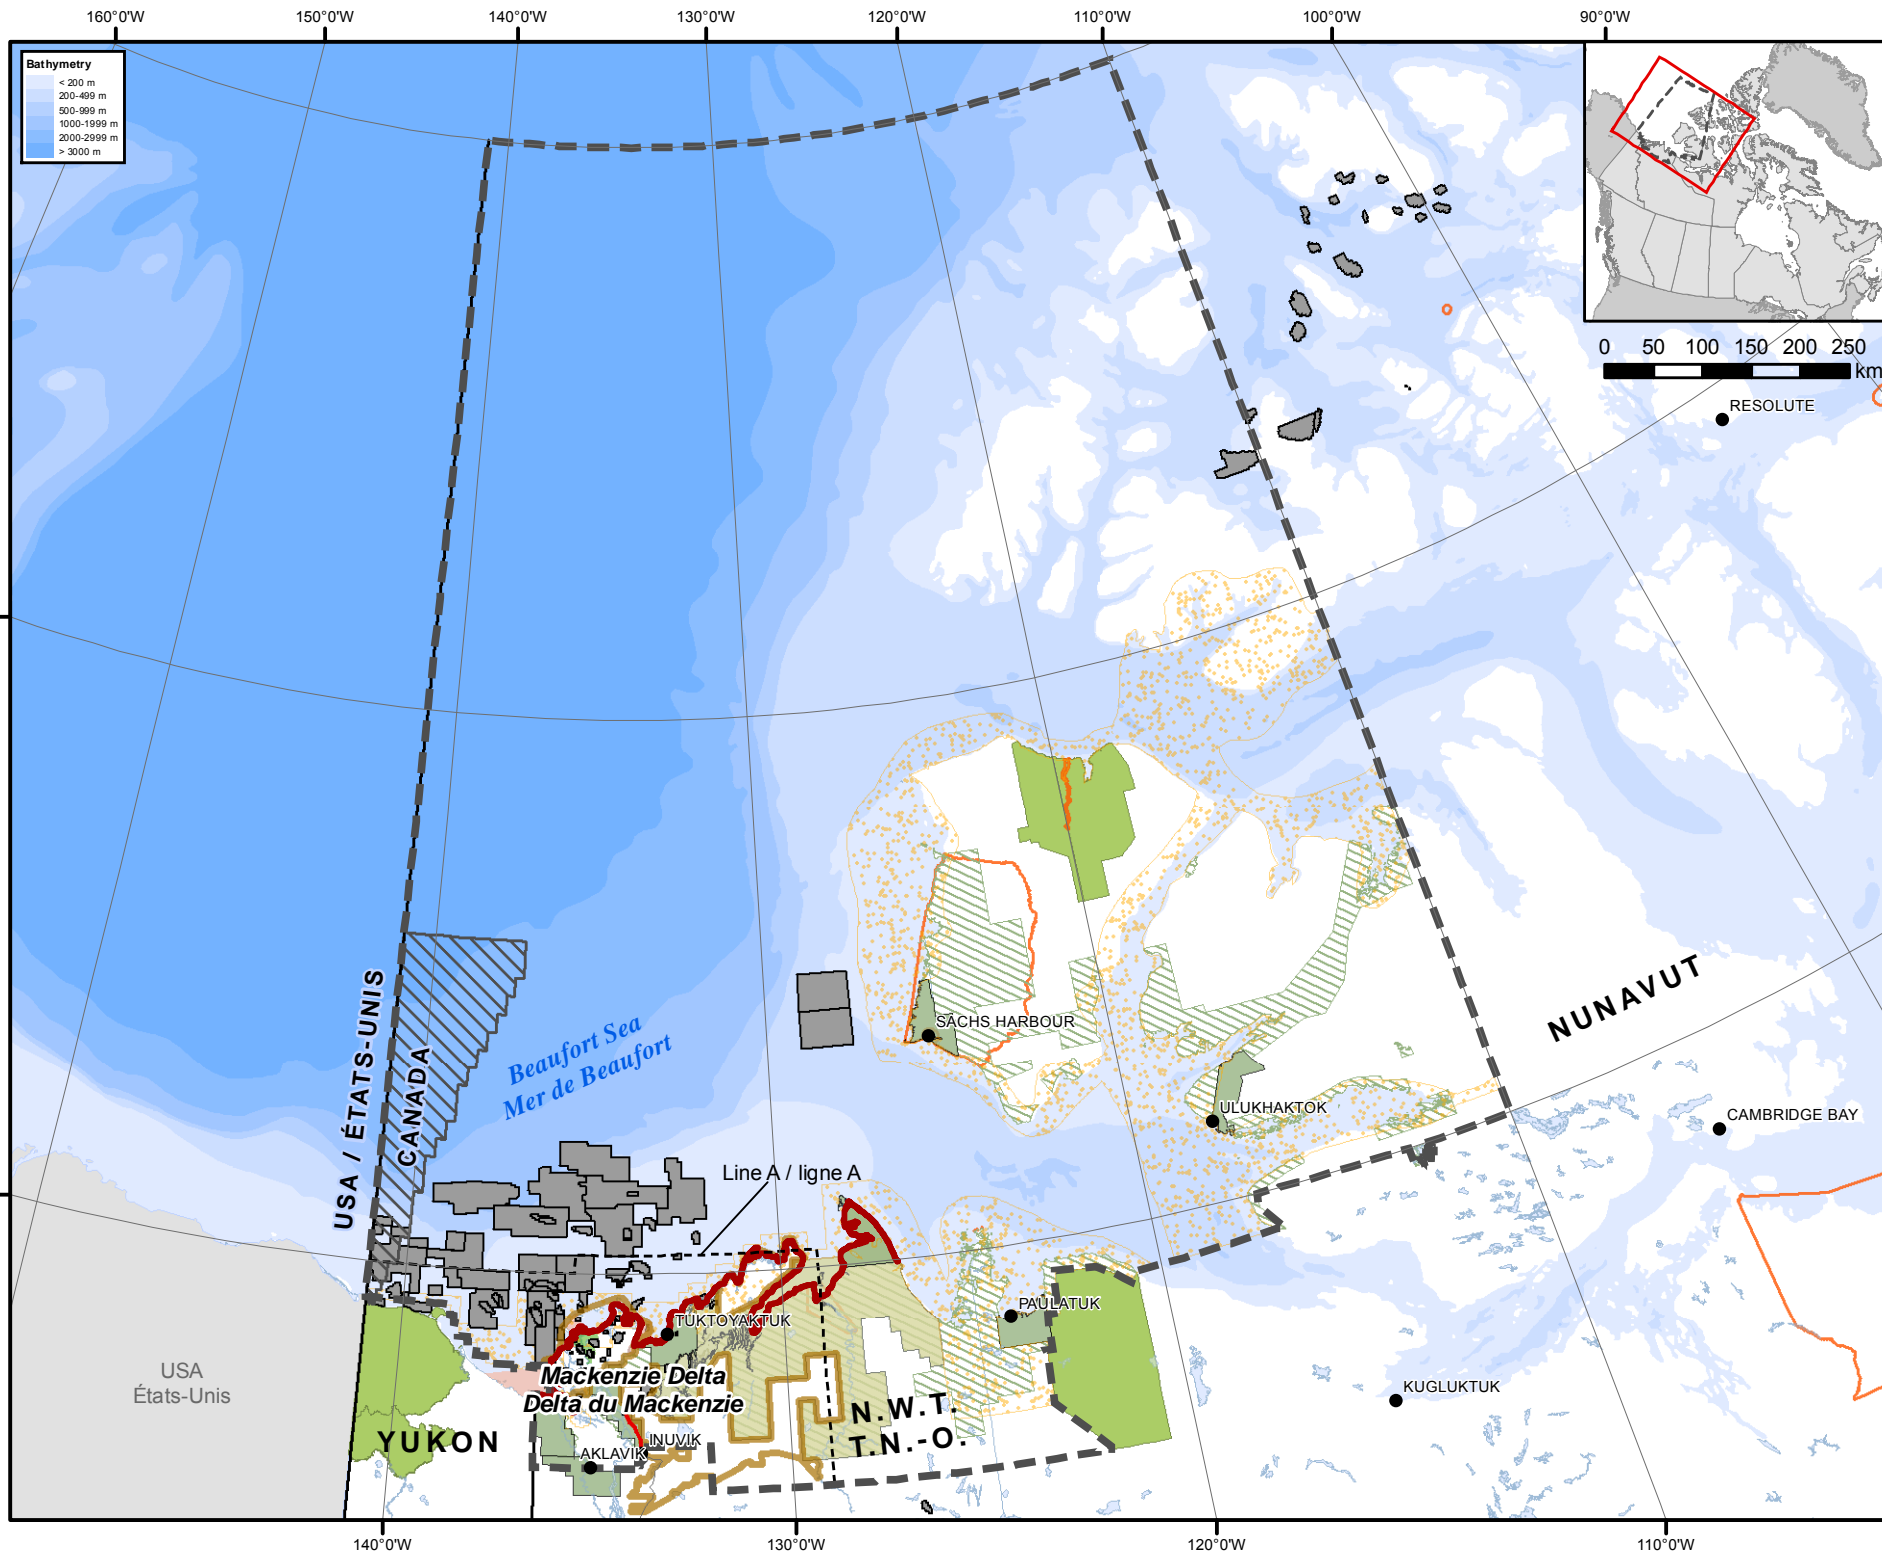 160°0'W 150°0'W 140°0'W 130°0'W 120°0'W 110°0'W 100°0'W 90°0'W
Bathymetry
< 200 m
200-499 m
500-999 m
1000-1999 m
2000-2999 m
> 3000 m
0 50 100 150 200 250
km
RESOLUTE
USA / ÉTATS-UNIS
CANADA
Beaufort Sea
Mer de Beaufort
SACHS HARBOUR
NUNAVUT
ULUKHAKTOK
CAMBRIDGE BAY
Line A / ligne A
PAULATUK
TUKTOYAKTUK
USA
États-Unis
Mackenzie Delta
Delta du Mackenzie
KUGLUKTUK
N.W.T.
T.N.-O.
YUKON
INUVIK
AKLAVIK
140°0'W 130°0'W 120°0'W 110°0'W